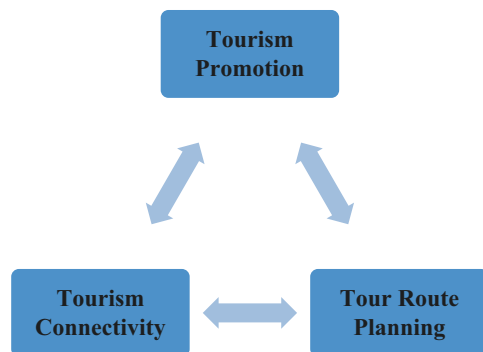 Tourism
Promotion
Tourism
Connectivity
Tour Route
Planning